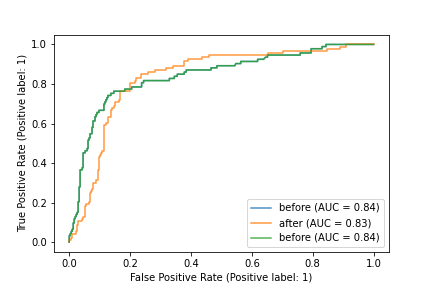 1.0
0.8
0.6
0.4
0.2
0.0
True Positive Rate (Positive label: 1)
before (AUC = 0.84)
after (AUC = 0.83)
before (AUC = 0.84)
0.0 0.2 0.4 0.6 0.8 1.0
False Positive Rate (Positive label: 1)